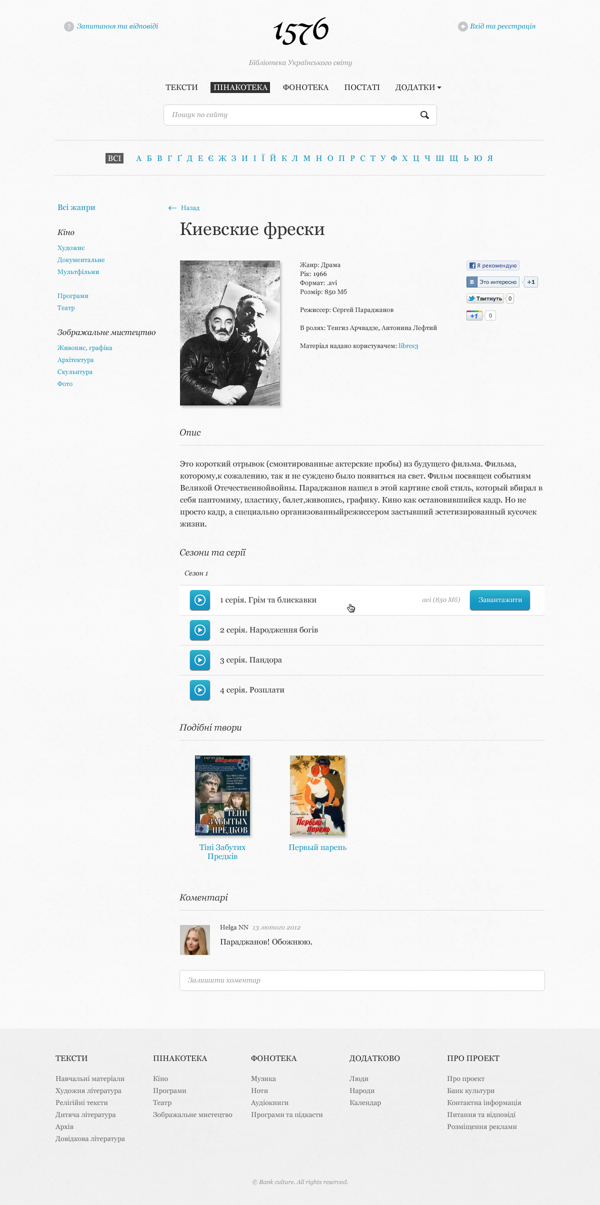 Запитання та відповіді
1576
Вхід та реєстрація
Бібліотека Українського світу
ТЕКСТИ ПІНАКОТЕКА ФОНОТЕКА ПОСТАТІ ДОДАТКИ
Пошук по сайту
ВСІ А Б В Г Ґ Д Е Є Ж З И І Ї Й К Л М Н О П Р С Т У Ф Х Ц Ч Ш Щ Ь Ю Я
Всі жанри
Кіно
Художнє
Документальне
Мультфільми
Програми
Театр
Зображальне мистецтво
Живопис, графіка
Архітектура
Скульптура
Фото
← Назад
Киевские фрески
Жанр: Драма
Рік: 1966
Формат: .avi
Розмір: 850 Мб
Режиссер: Сергей Параджанов
В ролях: Тенгиз Арчвадзе, Антонина Лефтий
Матеріал надано користувачем: libres3
Я рекомендую
В Это интересно +1
Твитнуть 0
+1 0
Опис
Это короткий отрывок (смонтированные актерские пробы) из будущего фильма. Фильма,
которому,к сожалению, так и не суждено было появиться на свет. Фильм посвящен событиям
Великой Отечественнойвойны. Параджанов нашел в этой картине свой стиль, который вбирал в
себя пантомиму, пластику, балет,живопись, графику. Кино как остановившийся кадр. Но не
просто кадр, а специально организованныйрежиссером застывший эстетизированный кусочек
жизни.
Сезони та серії
Сезон 1
1 серія. Грім та блискавки avi (830 Мб) Завантажити
2 серія. Народження богів
3 серія. Пандора
4 серія. Розплати
Подібні твори
ТЕНИ
ЗАБЫТЫХ
ПРЕДКОВ
Первый
парень
Тіні Забутих
Предків
Первый парень
Коментарі
Helga NN 13 лютого 2012
Параджанов! Обожнюю.
Залишити коментар
ТЕКСТИ
Навчальні матеріали
Художня література
Релігійні тексти
Дитяча література
Архів
Довідкова література
ПІНАКОТЕКА
Кіно
Програми
Театр
Зображальне мистецтво
ФОНОТЕКА
Музика
Ноти
Аудіокниги
Програми та підкасти
ДОДАТКОВО
Люди
Народи
Календар
ПРО ПРОЕКТ
Про проект
Банк культури
Контактна інформація
Питання та відповіді
Розміщення реклами
© Bank culture. All rights reserved.